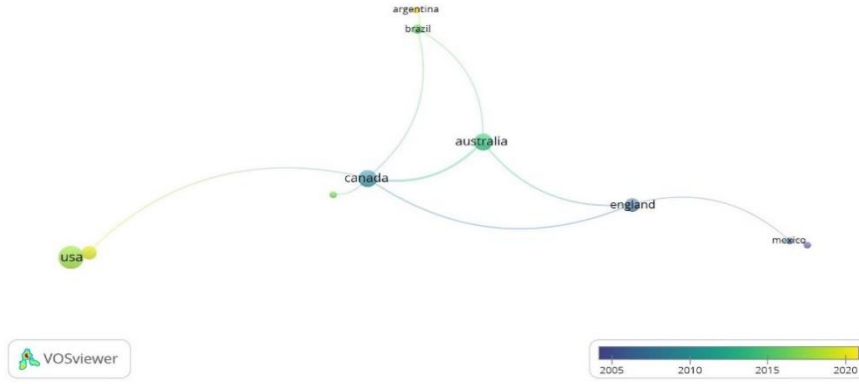 argentina
brazil
australia
canada
england
mexico
usa
VOSviewer
2005 2010 2015 2020